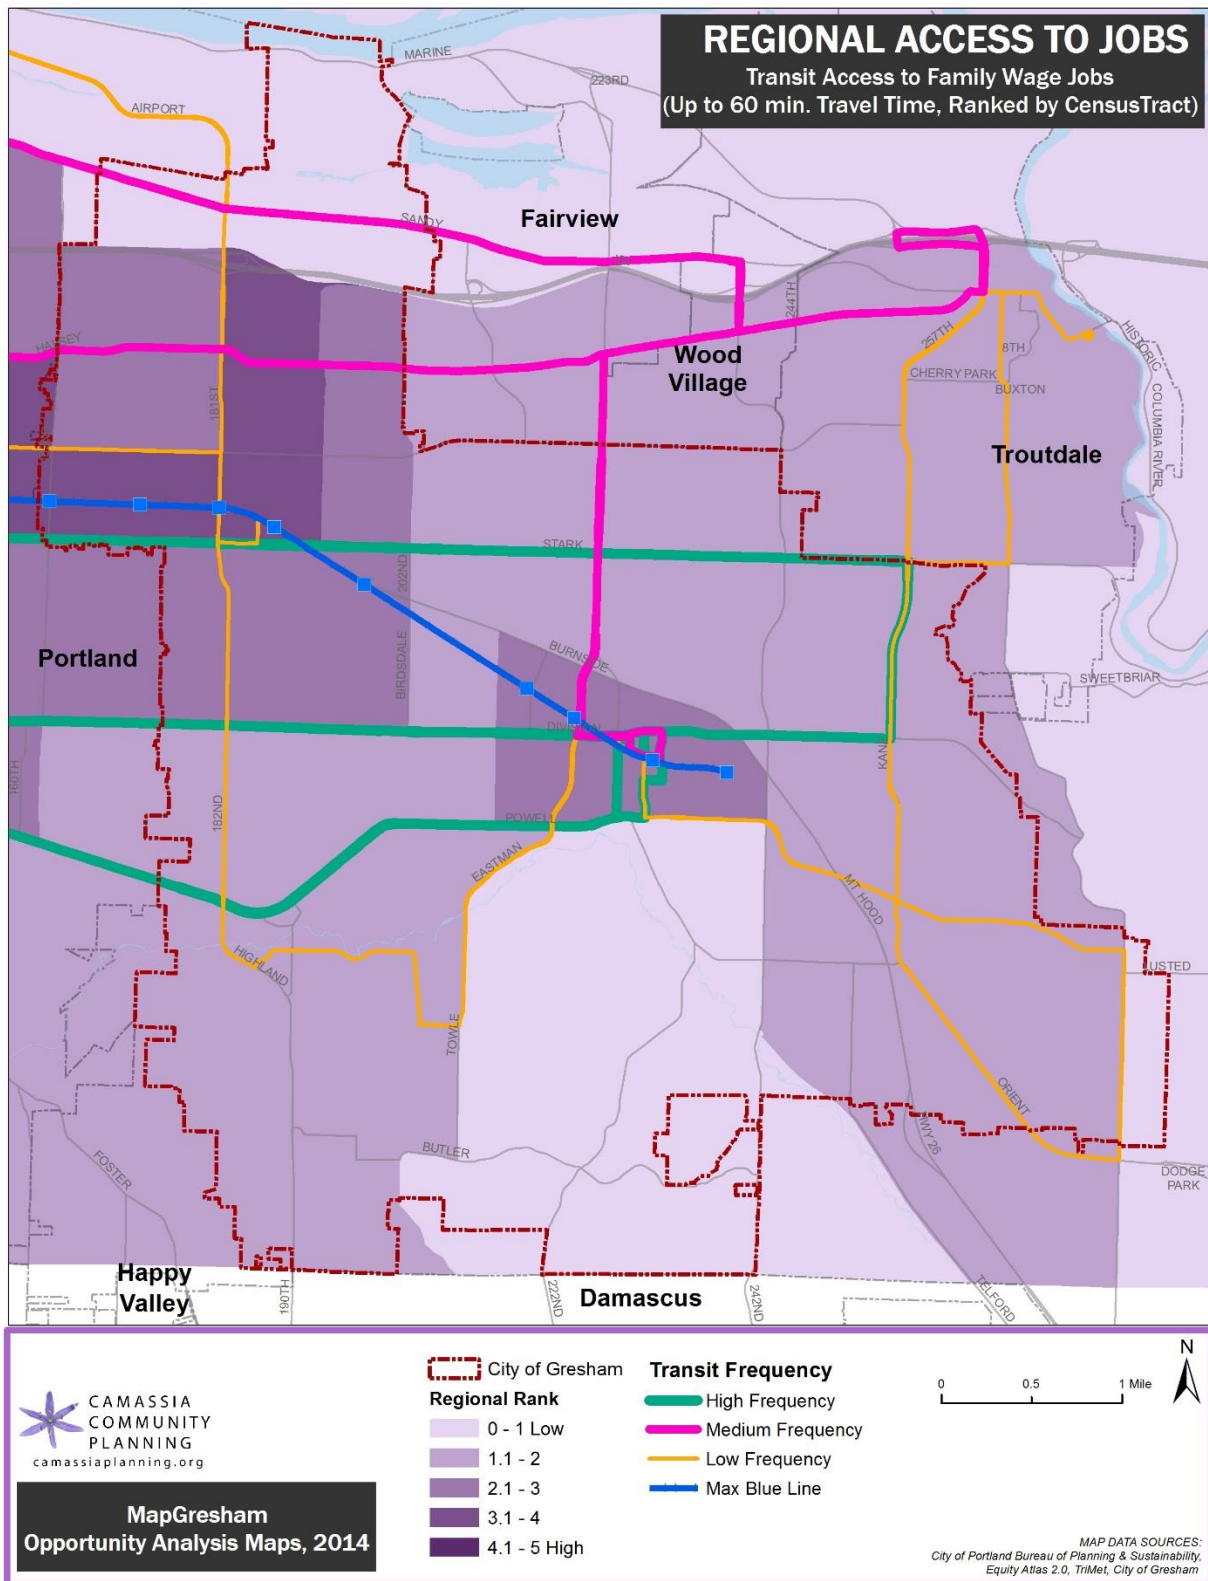 REGIONAL ACCESS TO JOBS
Transit Access to Family Wage Jobs
(Up to 60 min. Travel Time, Ranked by CensusTract)
MARINE
223RD
AIRPORT
SANDY
Fairview
244TH
HALSEY
Wood
Village
257TH
8TH
CHERRY PARK
BUXTON
HISTORIC
COLUMBIA RIVER
181ST
Troutdale
STARK
202ND
BIRDSDALE
BURNSIDE
Portland
SWEETBRIAR
DIVISION
KANE
160TH
182ND
POWELL
EASTMAN
MT HOOD
HIGHLAND
LUSTED
TOWLE
ORIENT
HWY 26
BUTLER
FOSTER
DODGE
PARK
Happy
Valley
190TH
222ND
Damascus
242ND
TELFORD
CAMASSIA
COMMUNITY
PLANNING
camassiaplanning.org
MapGresham
Opportunity Analysis Maps, 2014
City of Gresham
Regional Rank
0 - 1 Low
1.1 - 2
2.1 - 3
3.1 - 4
4.1 - 5 High
Transit Frequency
High Frequency
Medium Frequency
Low Frequency
Max Blue Line
N
0 0.5 1 Mile
MAP DATA SOURCES:
City of Portland Bureau of Planning & Sustainability,
Equity Atlas 2.0, TriMet, City of Gresham